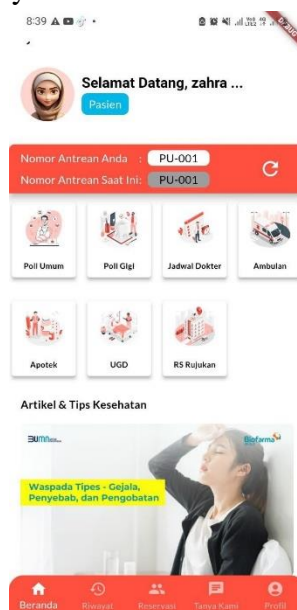 8:39
Selamat Datang, zahra ...
Pasien
Nomor Antrean Anda : PU-001
Nomor Antrean Saat Ini: PU-001
Poli Umum
Poli Gigi
Jadwal Dokter
Ambulan
Apotek
UGD
RS Rujukan
Artikel & Tips Kesehatan
BUMN
Biofarma
Waspada
Tipes - Gejala,
Penyebab, dan Pengobatan
Beranda
Riwayat
Reservasi
Tanya Kami
Profil